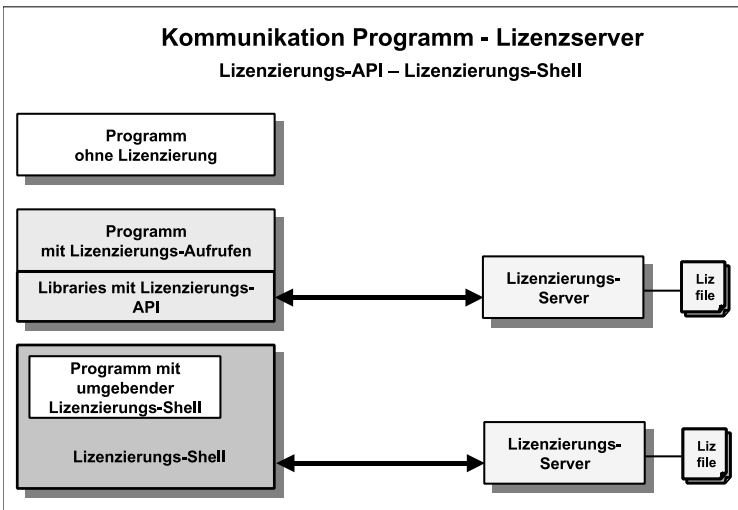 Kommunikation Programm - Lizenzserver
Lizenzierungs-API – Lizenzierungs-Shell
Programm
ohne Lizenzierung
Programm
mit Lizenzierungs-Aufrufen
Libraries mit Lizenzierungs-
API
Lizenzierungs-
Server
Liz
file
Programm mit
umgebender
Lizenzierungs-Shell
Lizenzierungs-Shell
Lizenzierungs-
Server
Liz
file